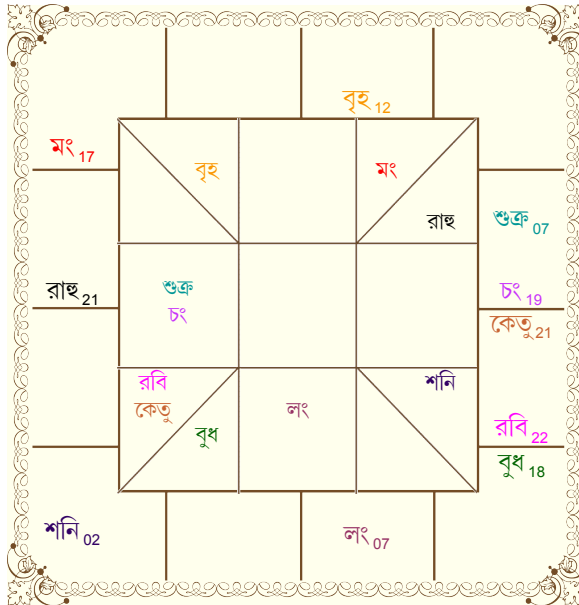 বৃহ 12
মং 17
বৃহ
মং
রাহু
শুক্র 07
রাহু 21
শুক্র
চং
চং 19
কেতু 21
রবি
কেতু
বুধ
লং
শনি
রবি 22
বুধ 18
শনি 02
লং 07